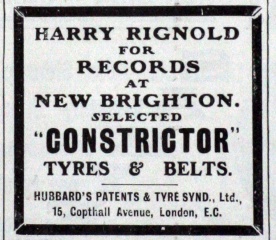 HARRY RIGNOLD
FOR
RECORDS
AT
NEW BRIGHTON.
SELECTED
"CONSTRICTOR"
TYRES & BELTS.
HUBBARD'S PATENTS & TYRE SYND., Ltd.,
15, Copthall Avenue, London, E.C.